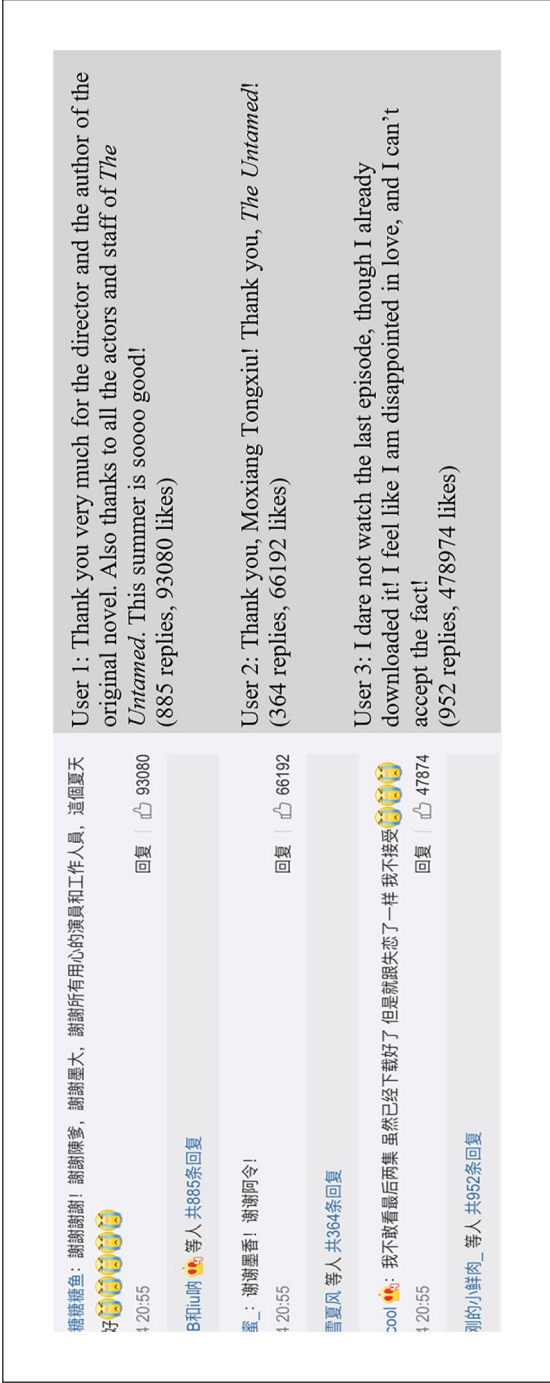 糖糖糖鱼：謝謝謝謝！謝謝陳爹，謝謝墨大，謝謝所有用心的演員和工作人員，這個夏天
好
4 20:55 回复 93080
B和iu呐 等人 共885条回复
蜜_：谢谢墨香！谢谢阿令！
4 20:55 回复 66192
雪夏风 等人 共364条回复
cool：我不敢看最后两集 虽然已经下载好了 但是就跟失恋了一样 我不接受
4 20:55 回复 47874
刚的小鲜肉_ 等人 共952条回复
User 1: Thank you very much for the director and the author of the
original novel. Also thanks to all the actors and staff of The
Untamed. This summer is soooo good!
(885 replies, 93080 likes)
User 2: Thank you, Moxiang Tongxiu! Thank you, The Untamed!
(364 replies, 66192 likes)
User 3: I dare not watch the last episode, though I already
downloaded it! I feel like I am disappointed in love, and I can’t
accept the fact!
(952 replies, 478974 likes)